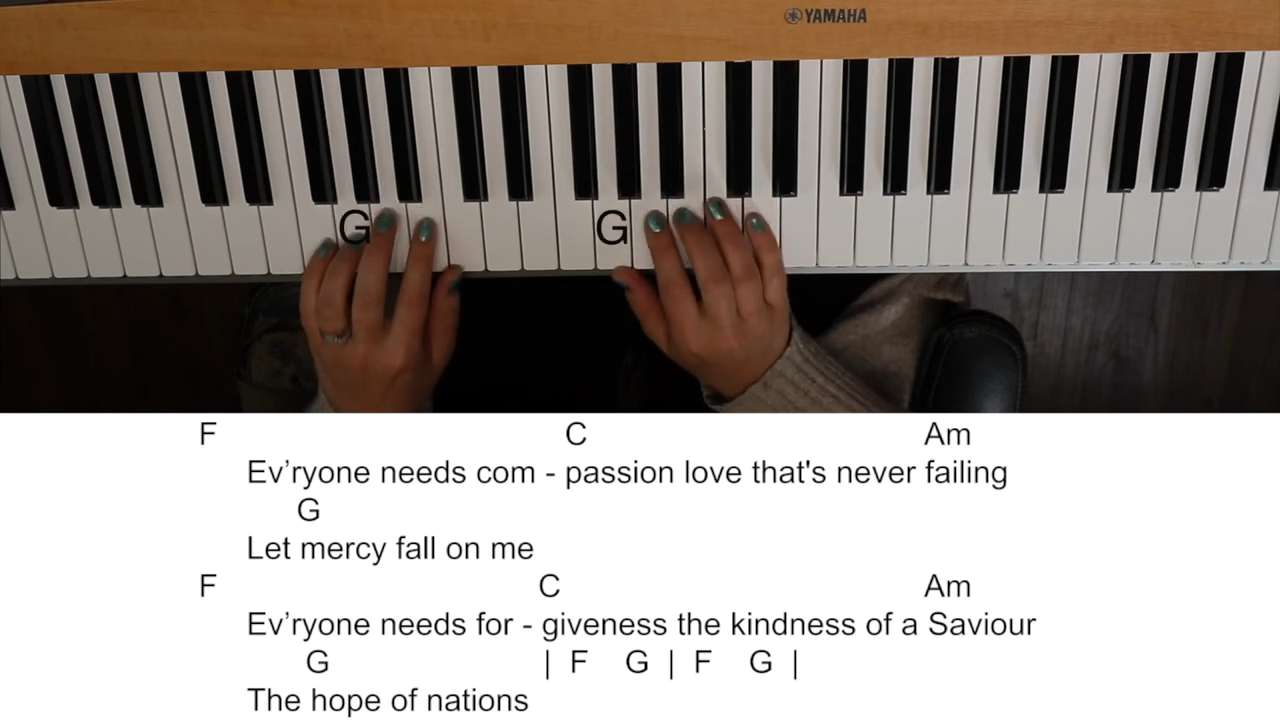 YAMAHA
G G
F C Am
Ev’ryone needs com - passion love that's never failing
G
Let mercy fall on me
F C Am
Ev’ryone needs for - giveness the kindness of a Saviour
G | F G | F G |
The hope of nations